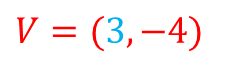 V = (3, −4)